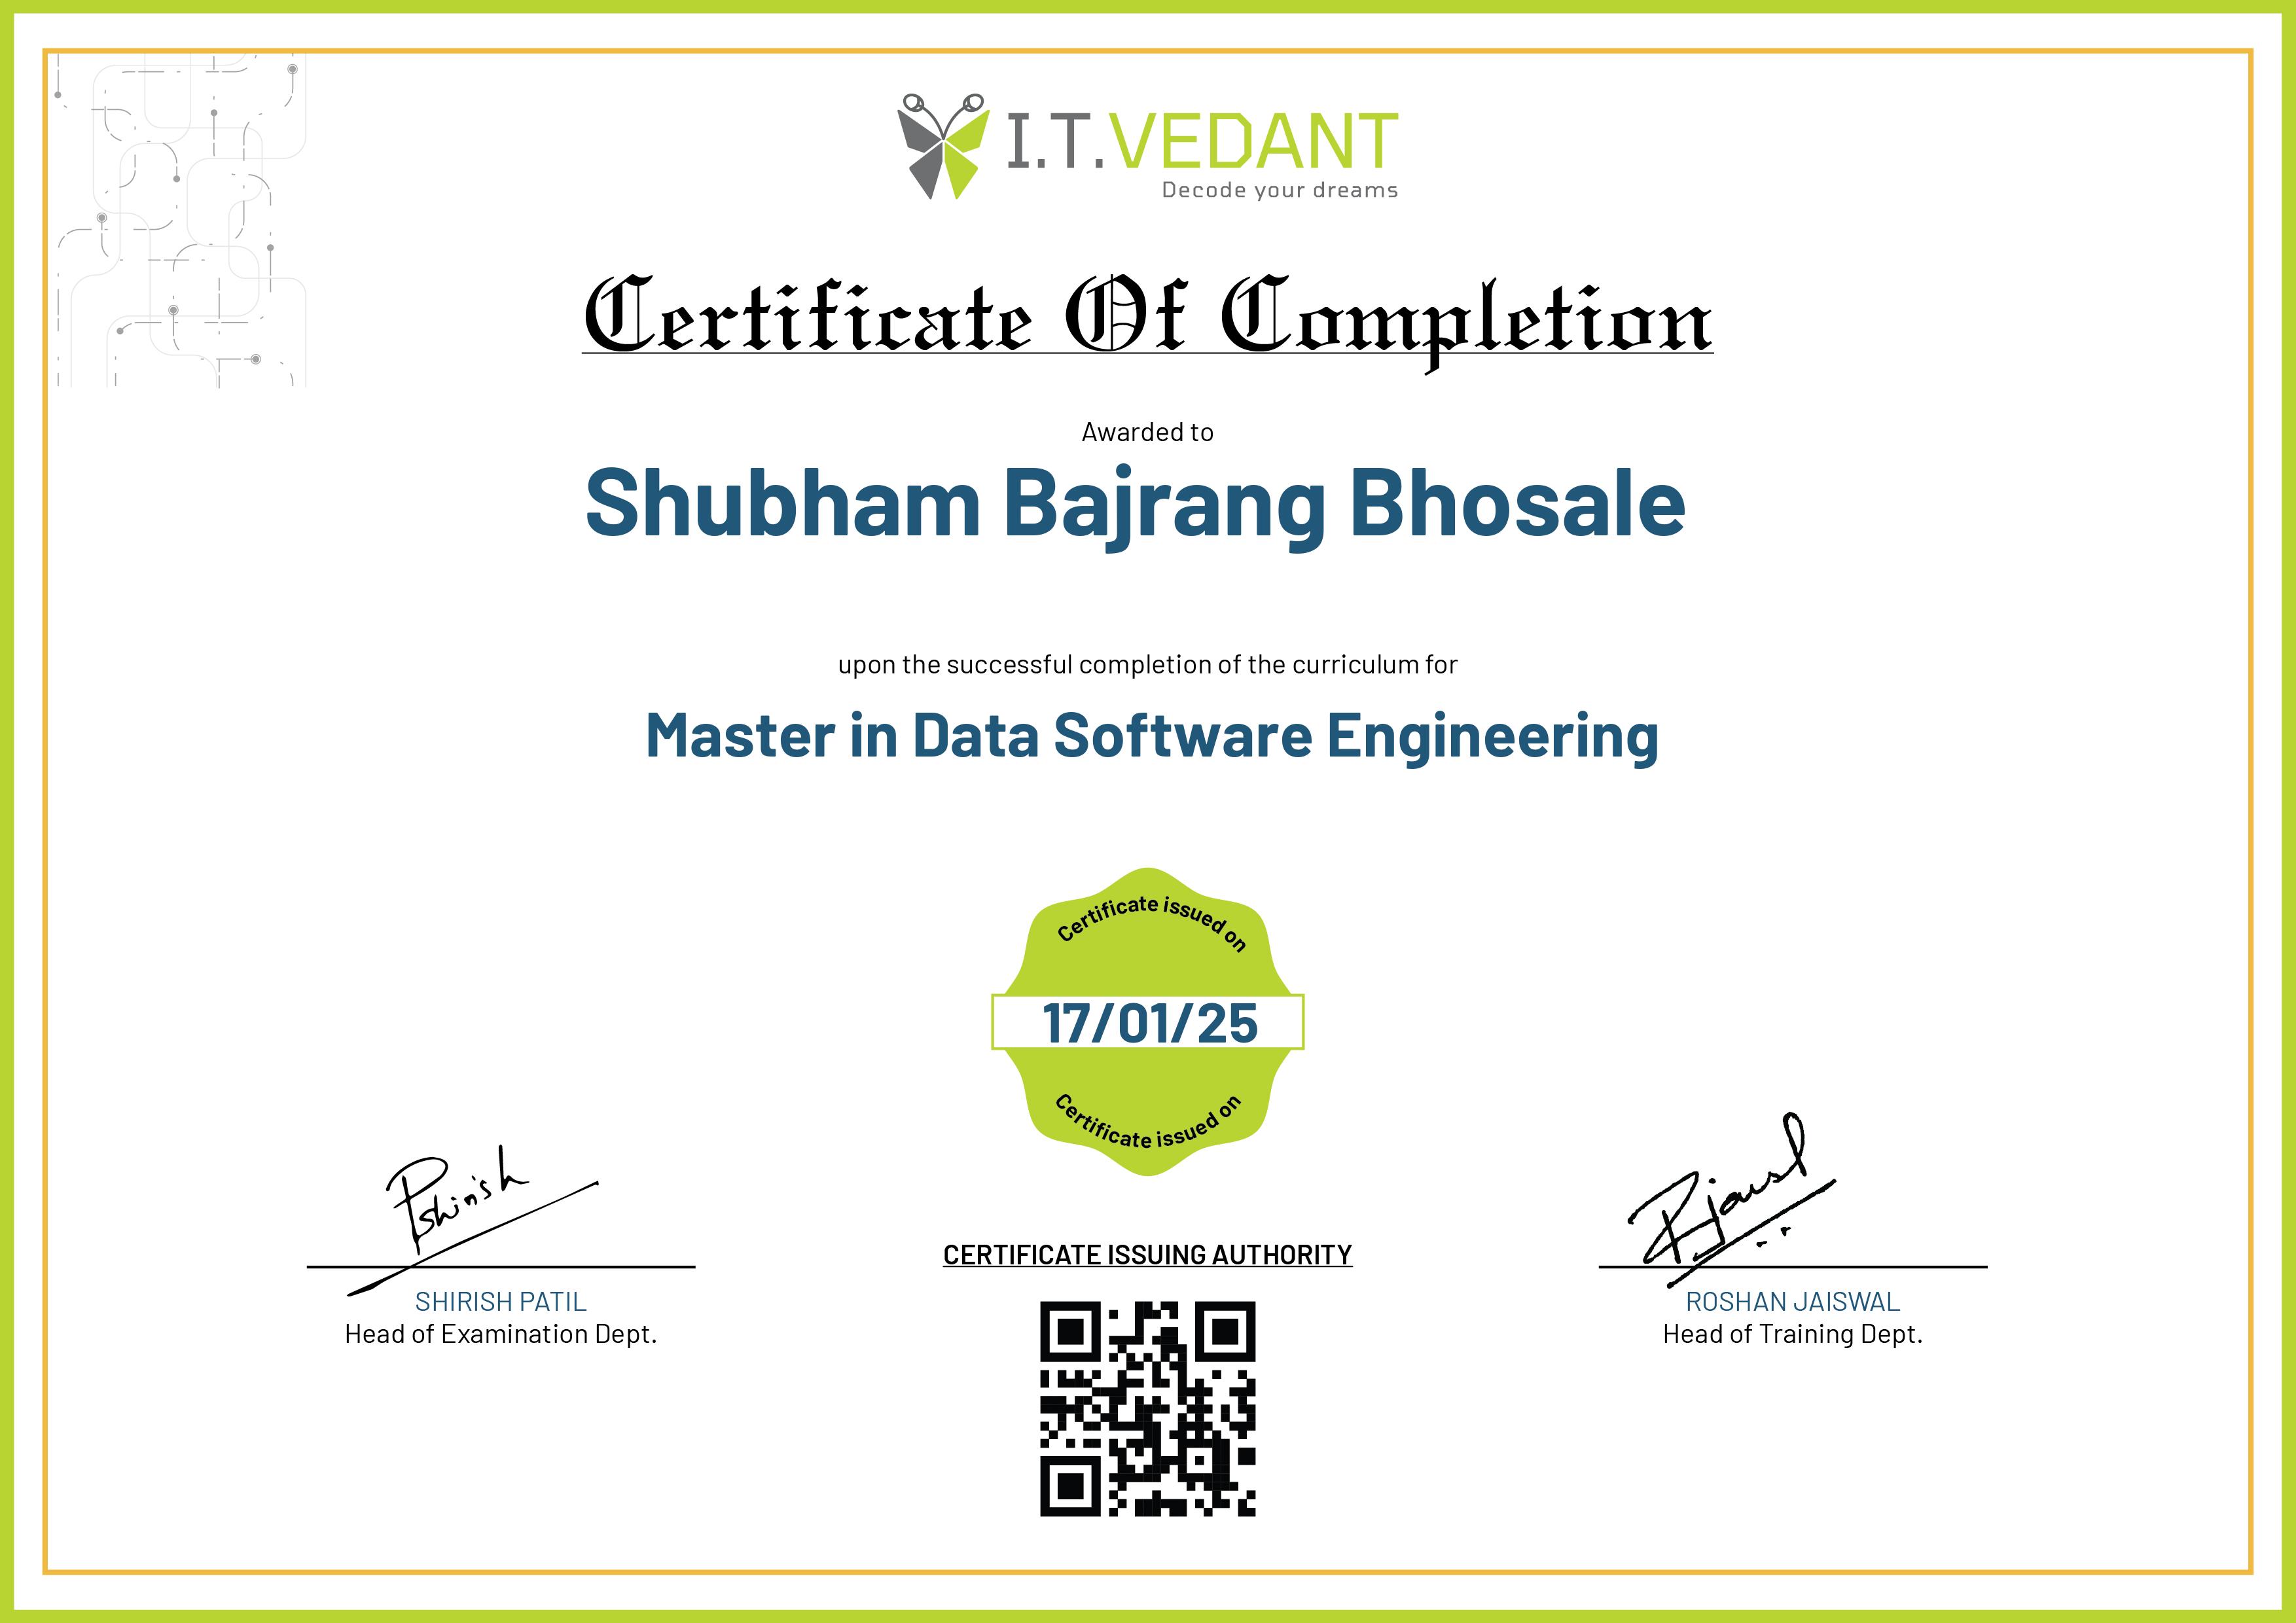 I.T.VEDANT
Decode your dreams
Certificate Of Completion
Awarded to
Shubham Bajrang Bhosale
upon the successful completion of the curriculum for
Master in Data Software Engineering
Certificate issued on
17/01/25
Certificate issued on
Pshirish
Rjaiswal
CERTIFICATE ISSUING AUTHORITY
SHIRISH PATIL
Head of Examination Dept.
ROSHAN JAISWAL
Head of Training Dept.